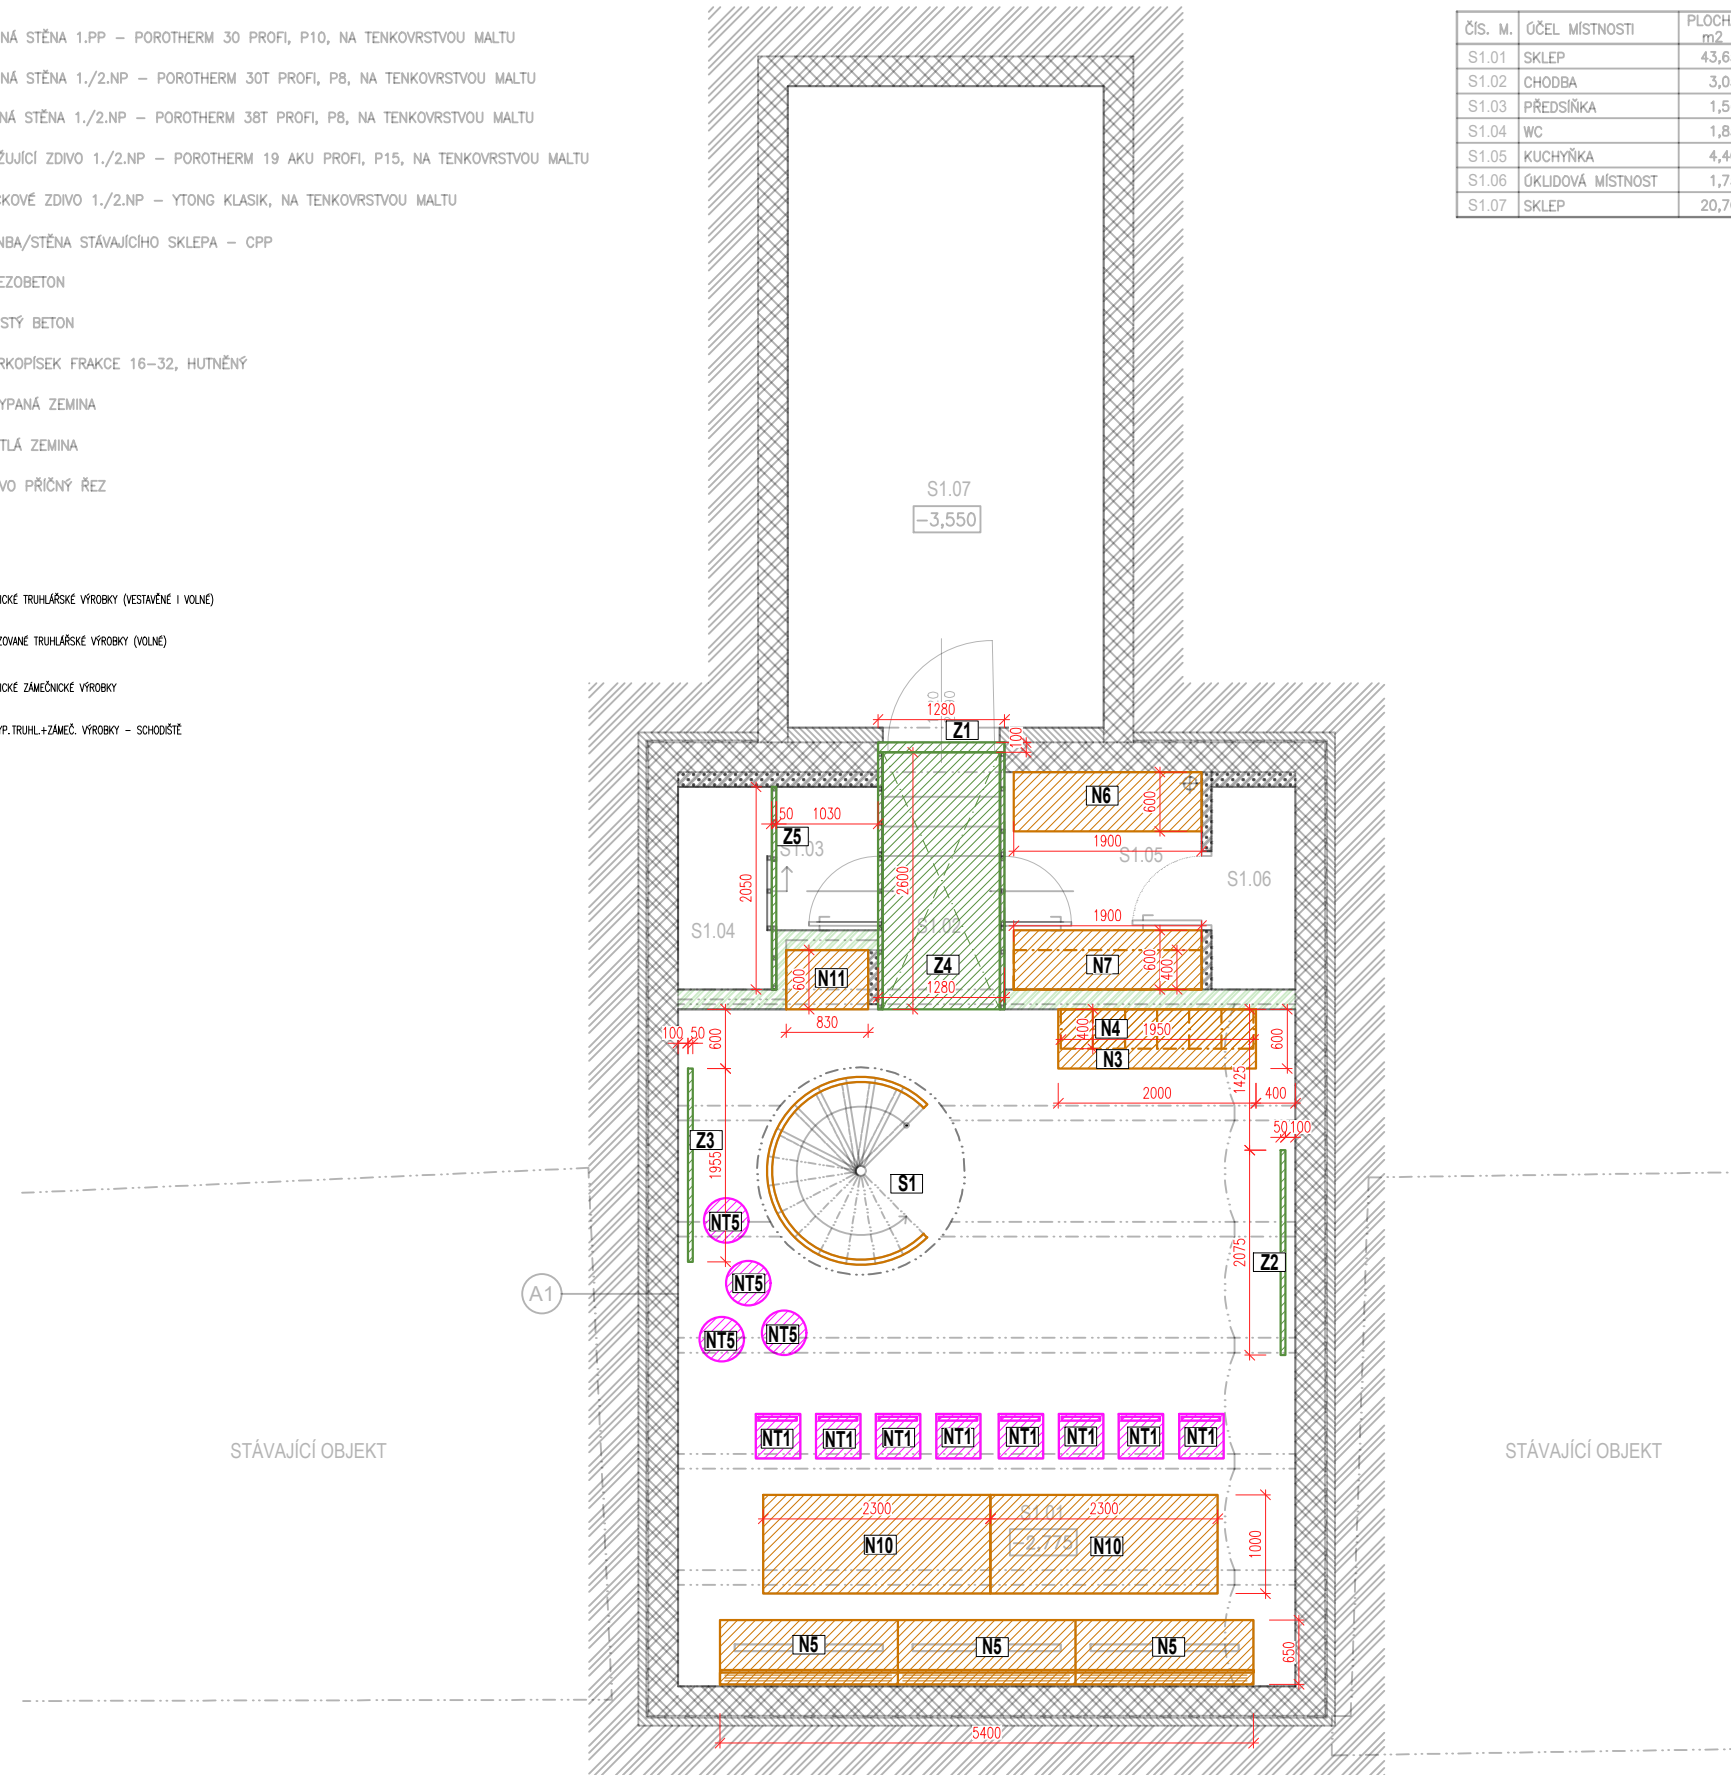 NÁ STĚNA 1.PP – POROTHERM 30 PROFI, P10, NA TENKOVRSTVOU MALTU
NÁ STĚNA 1./2.NP – POROTHERM 30T PROFI, P8, NA TENKOVRSTVOU MALTU
NÁ STĚNA 1./2.NP – POROTHERM 38T PROFI, P8, NA TENKOVRSTVOU MALTU
ŽUJÍCÍ ZDIVO 1./2.NP – POROTHERM 19 AKU PROFI, P15, NA TENKOVRSTVOU MALTU
ČKOVÉ ZDIVO 1./2.NP – YTONG KLASIK, NA TENKOVRSTVOU MALTU
NBA/STĚNA STÁVAJÍCÍHO SKLEPA – CPP
EZOBETON
STÝ BETON
RKOPÍSEK FRAKCE 16–32, HUTNĚNÝ
YPANÁ ZEMINA
TLÁ ZEMINA
VO PŘÍČNÝ ŘEZ
ICKÉ TRUHLÁŘSKÉ VÝROBKY (VESTAVĚNÉ I VOLNÉ)
ZOVANÉ TRUHLÁŘSKÉ VÝROBKY (VOLNÉ)
ICKÉ ZÁMEČNICKÉ VÝROBKY
YP.TRUHL.+ZÁMEČ. VÝROBKY – SCHODIŠTĚ
ČÍS. M. ÚČEL MÍSTNOSTI PLOCHA m2
S1.01 SKLEP 43,6
S1.02 CHODBA 3,0
S1.03 PŘEDSÍŇKA 1,5
S1.04 WC 1,8
S1.05 KUCHYŇKA 4,4
S1.06 ÚKLIDOVÁ MÍSTNOST 1,7
S1.07 SKLEP 20,7
S1.07
–3,550
1280
Z1
100
N6
600
50 1030
Z5
S1.03
1900
S1.05
S1.06
2050
2600
S1.04
S1.02
1900
Z4
N7
600
400
N11
600
1280
830
100 50
600
N4
400
1950
N3
600
1425
2000
400
50 100
Z3
1955
S1
NT5
NT5
NT5
NT5
2075
Z2
A1
NT1 NT1 NT1 NT1 NT1 NT1 NT1 NT1
STÁVAJÍCÍ OBJEKT
STÁVAJÍCÍ OBJEKT
2300
S1.01
2300
–2,775
N10
N10
1000
N5
N5
N5
650
5400